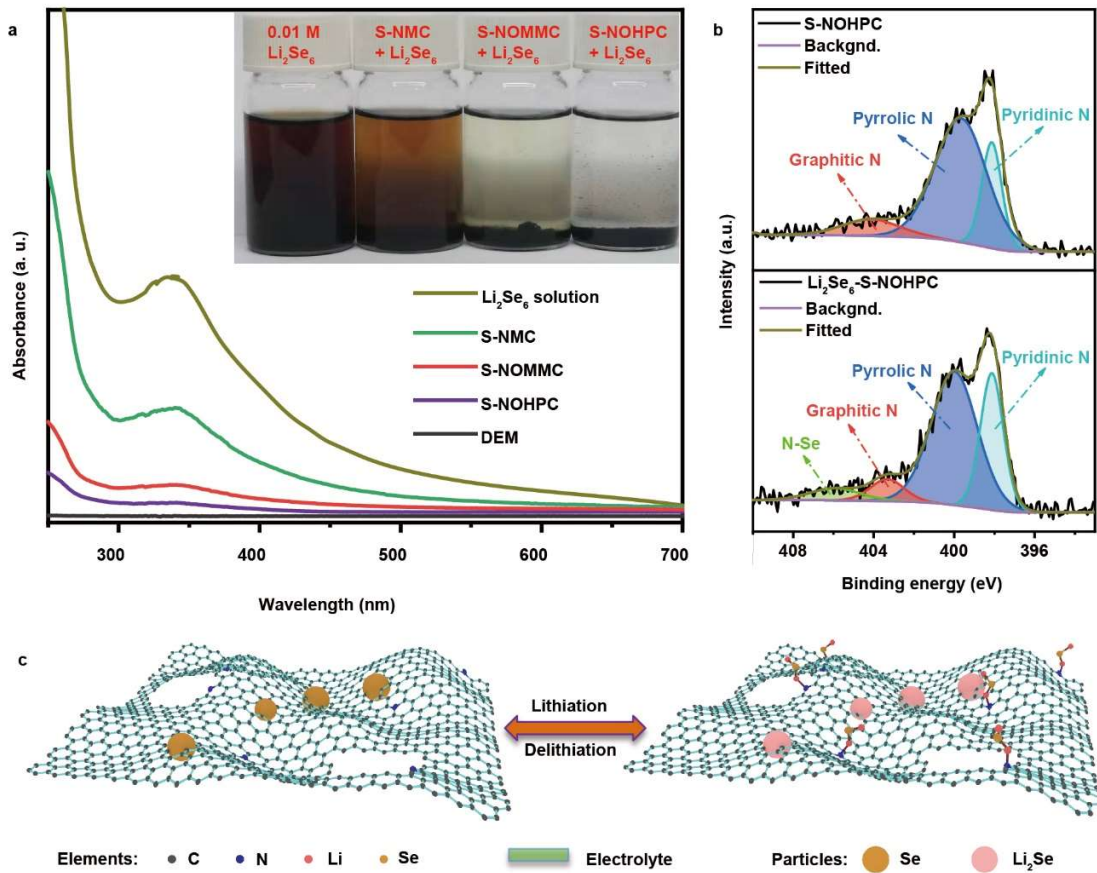 a
0.01 M
Li₂Se₆
S-NMC
+ Li₂Se₆
S-NOMMC
+ Li₂Se₆
S-NOHPC
+ Li₂Se₆
Absorbance (a. u.)
Li₂Se₆ solution
S-NMC
S-NOMMC
S-NOHPC
DEM
300 400 500 600 700
Wavelength (nm)
b
S-NOHPC
Backgnd.
Fitted
Pyrrolic N
Pyridinic N
Graphitic N
Li₂Se₆-S-NOHPC
Backgnd.
Fitted
Pyrrolic N
Pyridinic N
Graphitic N
N-Se
Intensity (a.u.)
408 404 400 396
Binding energy (eV)
c
Lithiation
Delithiation
Elements: C N Li Se Electrolyte Particles: Se Li₂Se